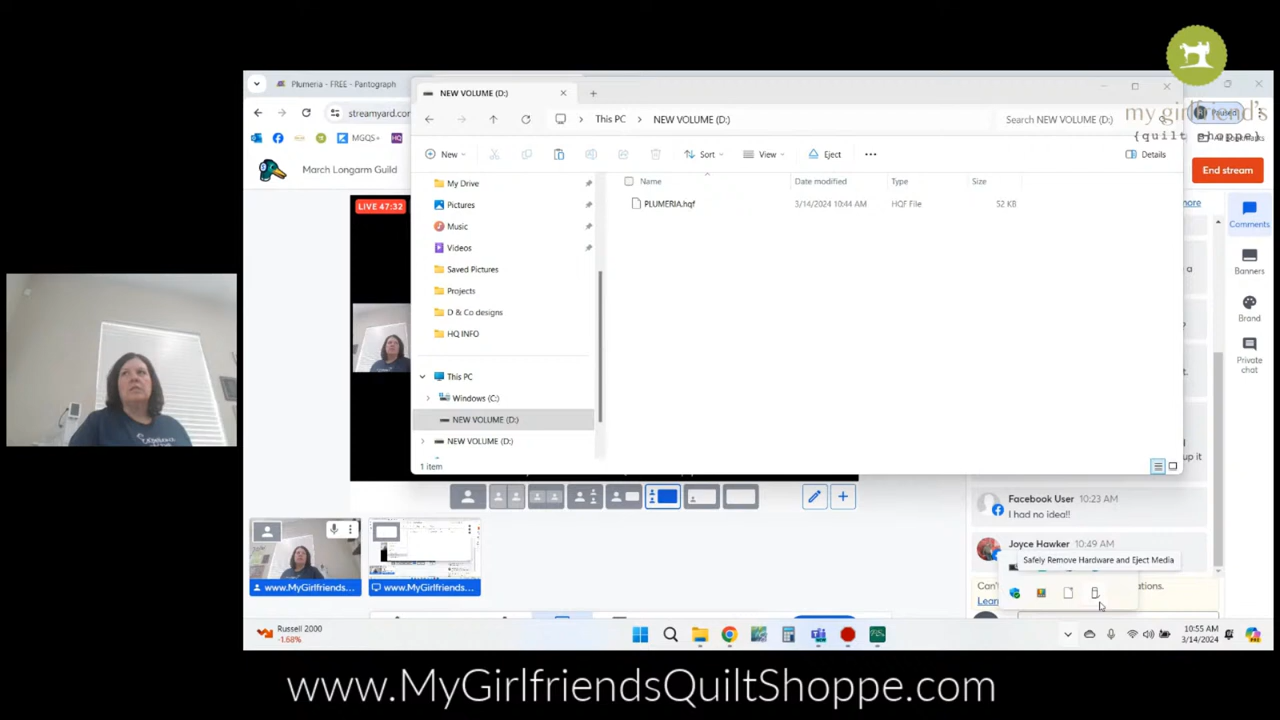 my girlfriend's
{quilt shoppe}
Plumeria - FREE - Pantograph
streamyard.com
MGQS+
HQ
Paused
March Longarm Guild
End stream
LIVE 47:32
NEW VOLUME (D:)
This PC
NEW VOLUME (D:)
Search NEW VOLUME (D:)
New
Sort
View
Eject
Details
My Drive
Pictures
Music
Videos
Saved Pictures
Projects
D & Co designs
HQ INFO
This PC
Windows (C:)
NEW VOLUME (D:)
NEW VOLUME (D:)
Name
Date modified
Type
Size
PLUMERIA.hqf
3/14/2024 10:44 AM
HQF File
52 KB
1 item
Comments
Banners
Brand
Private
chat
Facebook User 10:23 AM
I had no idea!!
Joyce Hawker 10:49 AM
Safely Remove Hardware and Eject Media
www.MyGirlfriends...
www.MyGirlfriends...
Russell 2000
-1.68%
10:55 AM
3/14/2024
www.MyGirlfriendsQuiltShoppe.com